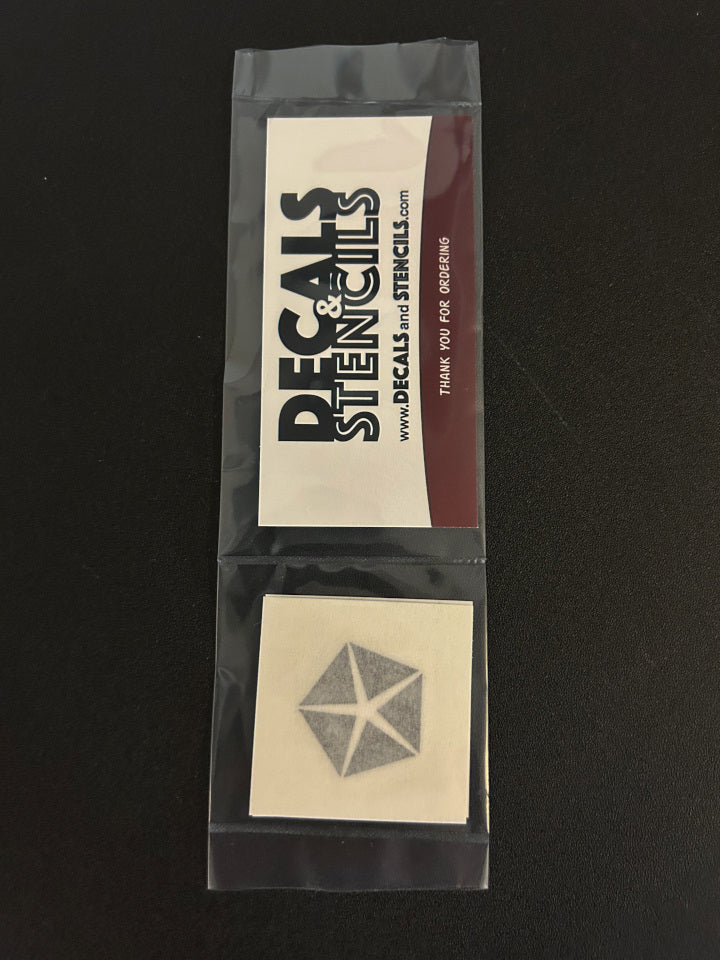 DECALS
&
STENCILS
www.DECALS and STENCILS.com
THANK YOU FOR ORDERING